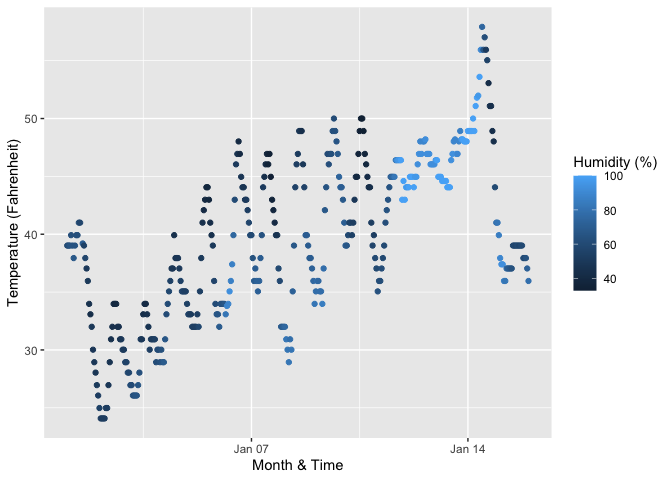 Temperature (Fahrenheit)
50
40
30
Jan 07
Jan 14
Month & Time
Humidity (%)
100
80
60
40